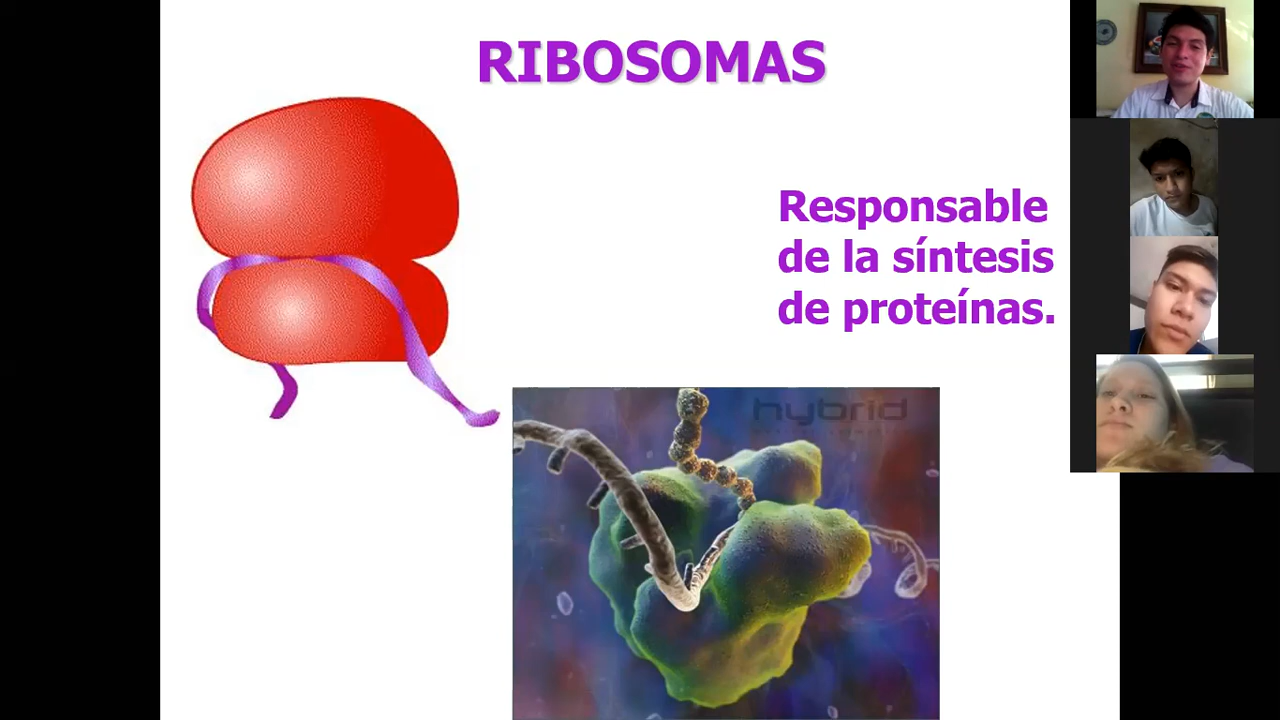 RIBOSOMAS
Responsable
de la síntesis
de proteínas.
hybrid